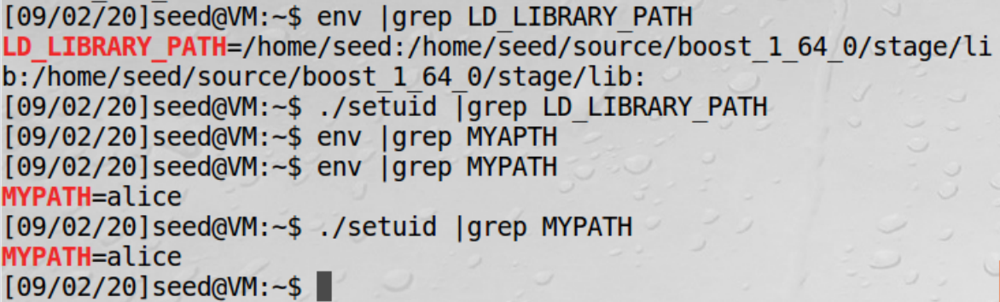 [09/02/20]seed@VM:~$ env |grep LD_LIBRARY_PATH
LD_LIBRARY_PATH=/home/seed:/home/seed/source/boost_1_64_0/stage/li
b:/home/seed/source/boost_1_64_0/stage/lib:
[09/02/20]seed@VM:~$ ./setuid |grep LD_LIBRARY_PATH
[09/02/20]seed@VM:~$ env |grep MYAPTH
[09/02/20]seed@VM:~$ env |grep MYPATH
MYPATH=alice
[09/02/20]seed@VM:~$ ./setuid |grep MYPATH
MYPATH=alice
[09/02/20]seed@VM:~$